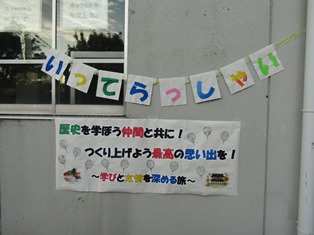 いってらっしゃい
歴史を学ぼう仲間と共に！
つくり上げよう最高の思い出を！
～学びと友情を深める旅～